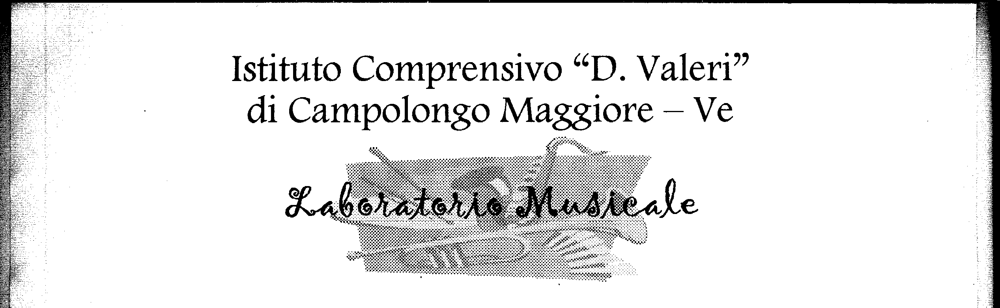 Istituto Comprensivo “D. Valeri”
di Campolongo Maggiore – Ve
Laboratorio Musicale